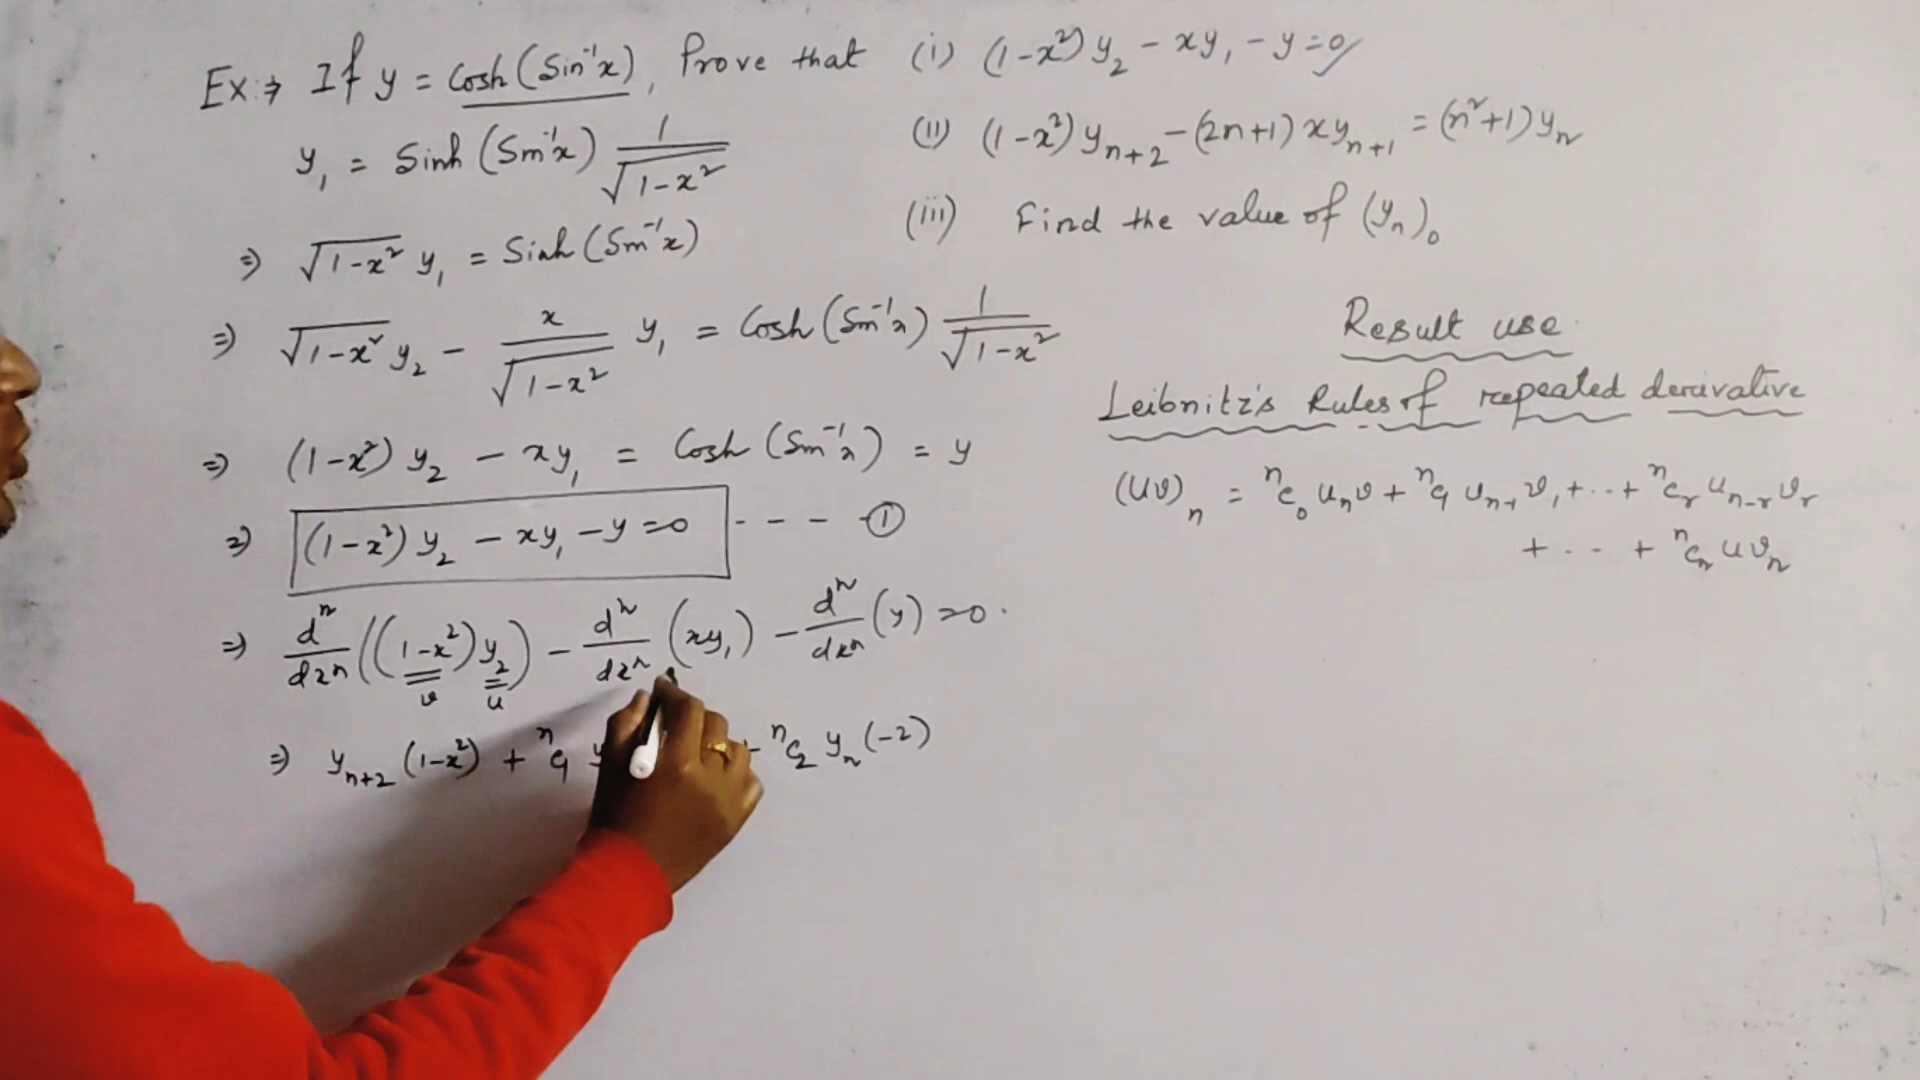 Ex:⇒ If y = Cosh(Sin⁻¹x), Prove that (i) (1-x²)y₂ - xy₁ - y = 0
(ii) (1-x²)yₙ₊₂ - (2n+1)xyₙ₊₁ = (n²+1)yₙ
(iii) Find the value of (yₙ)₀
y₁ = Sinh(Sin⁻¹x) 1/√(1-x²)
⇒ √(1-x²) y₁ = Sinh(Sin⁻¹x)
⇒ √(1-x²) y₂ - x/√(1-x²) y₁ = Cosh(Sin⁻¹x) 1/√(1-x²)
⇒ (1-x²) y₂ - xy₁ = Cosh(Sin⁻¹x) = y
⇒ (1-x²) y₂ - xy₁ - y = 0 - - - - ①
⇒ dⁿ/dxⁿ((1-x²)y₂) - dⁿ/dxⁿ(xy₁) - dⁿ/dxⁿ(y) = 0.
v u
⇒ yₙ₊₂(1-x²) + ⁿC₁ y ⁿC₂ yₙ(-2)
Result use
Leibnitz's Rules of repeated derivative
(uv)ₙ = ⁿC₀ uₙv + ⁿC₁ uₙ₋₁ v₁ + .. + ⁿCᵣ uₙ₋ᵣ vᵣ
+ .. + ⁿCₙ u vₙ